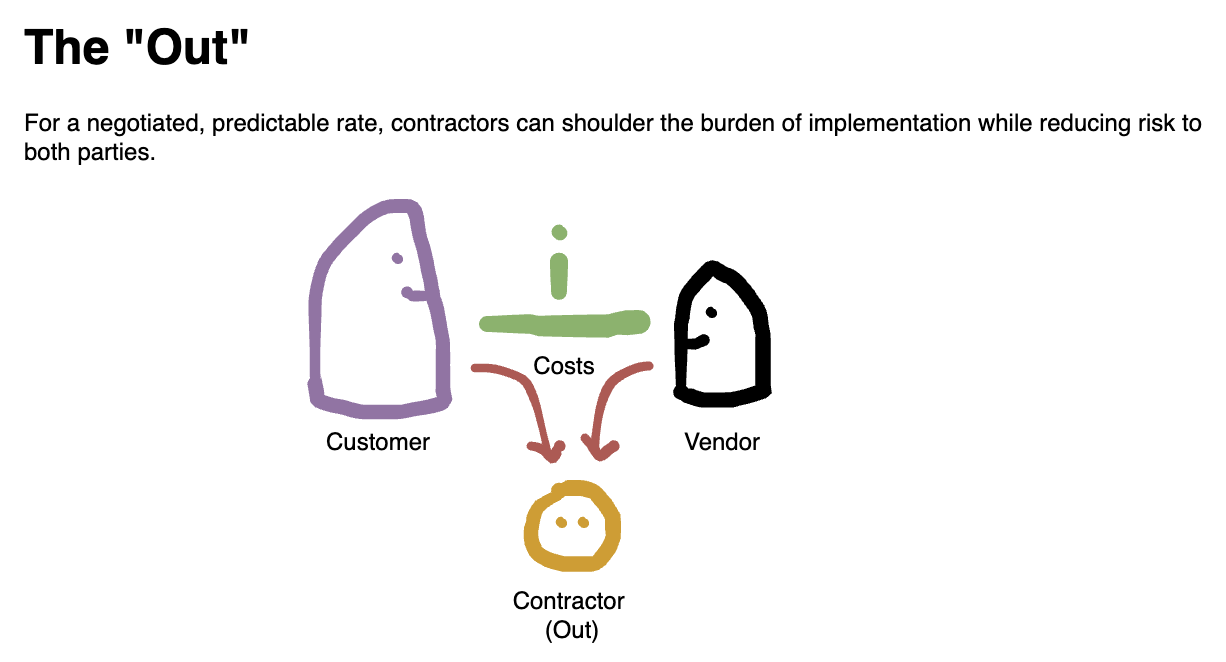 The "Out"
For a negotiated, predictable rate, contractors can shoulder the burden of implementation while reducing risk to
both parties.
Costs
Customer
Vendor
Contractor
(Out)